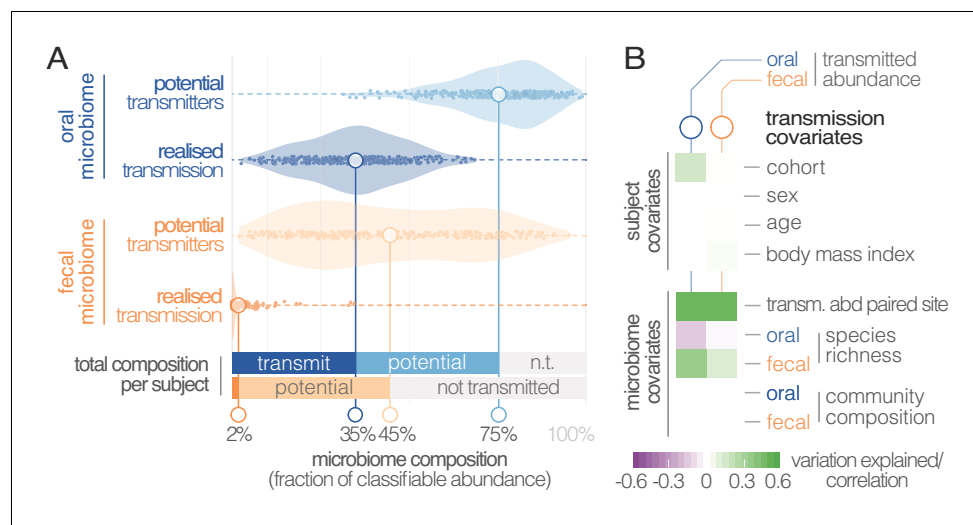 A
oral
microbiome
potential
transmitters
realised
transmission
fecal
microbiome
potential
transmitters
realised
transmission
total composition
per subject
transmit potential n.t.
potential not transmitted
2% 35% 45% 75% 100%
microbiome composition
(fraction of classifiable abundance)
B
oral
fecal
transmitted
abundance
transmission
covariates
subject
covariates
cohort
sex
age
body mass index
microbiome
covariates
transm. abd paired site
oral
fecal
species
richness
oral
fecal
community
composition
-0.6 -0.3 0 0.3 0.6
variation explained/
correlation